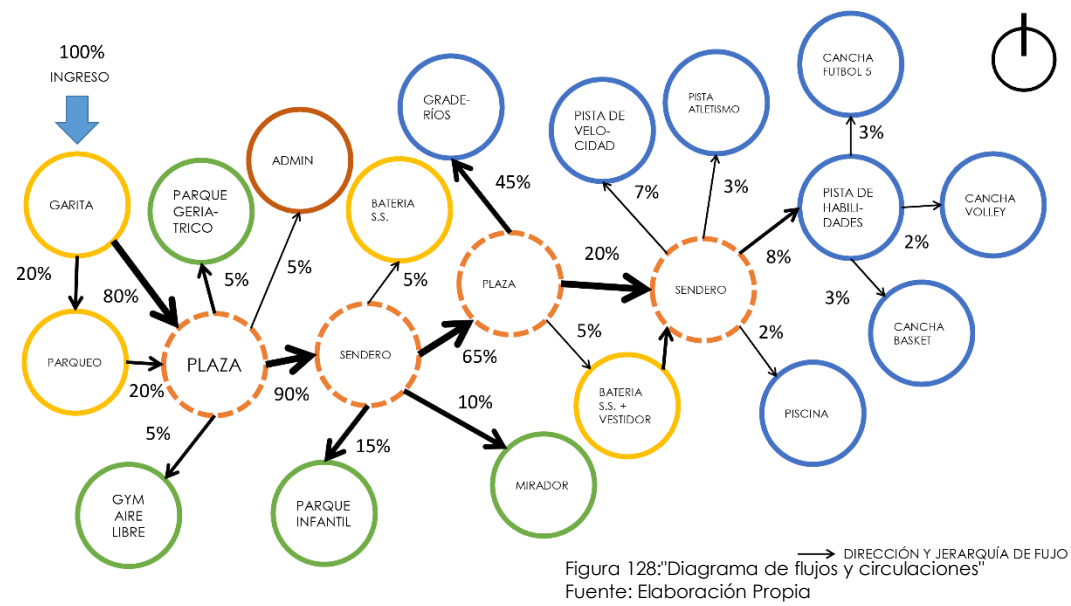 100%
INGRESO
GARITA
20%
80%
PARQUEO
20%
PARQUE
GERIA-
TRICO
5%
ADMIN
5%
PLAZA
5%
GYM
AIRE
LIBRE
90%
BATERIA
S.S.
5%
SENDERO
65%
15%
PARQUE
INFANTIL
10%
MIRADOR
GRADE-
RÍOS
45%
PLAZA
5%
BATERIA
S.S. +
VESTIDOR
20%
PISTA DE
VELO-
CIDAD
7%
PISTA
ATLETISMO
3%
SENDERO
8%
2%
PISCINA
CANCHA
FUTBOL 5
3%
PISTA DE
HABILI-
DADES
2%
CANCHA
VOLLEY
3%
CANCHA
BASKET
DIRECCIÓN Y JERARQUÍA DE FUJO
Figura 128:"Diagrama de flujos y circulaciones"
Fuente: Elaboración Propia